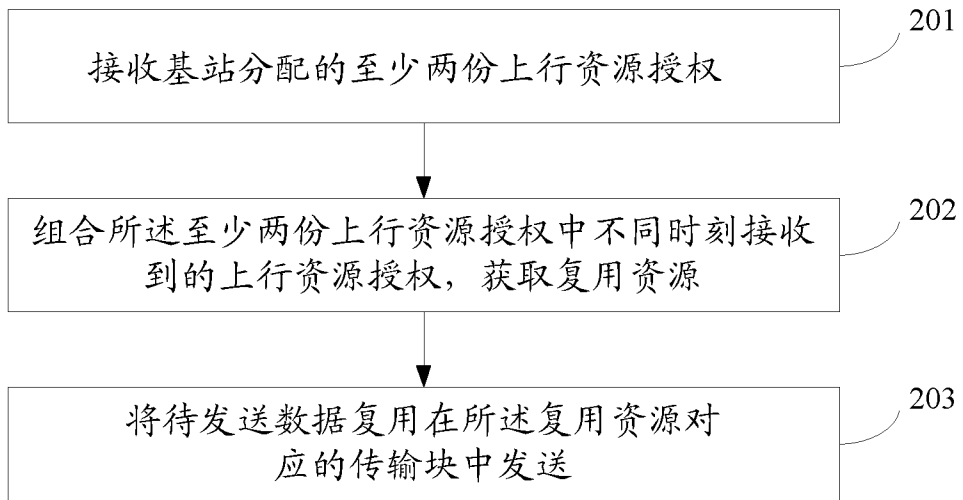 接收基站分配的至少两份上行资源授权
201
组合所述至少两份上行资源授权中不同时刻接收
到的上行资源授权，获取复用资源
202
将待发送数据复用在所述复用资源对
应的传输块中发送
203